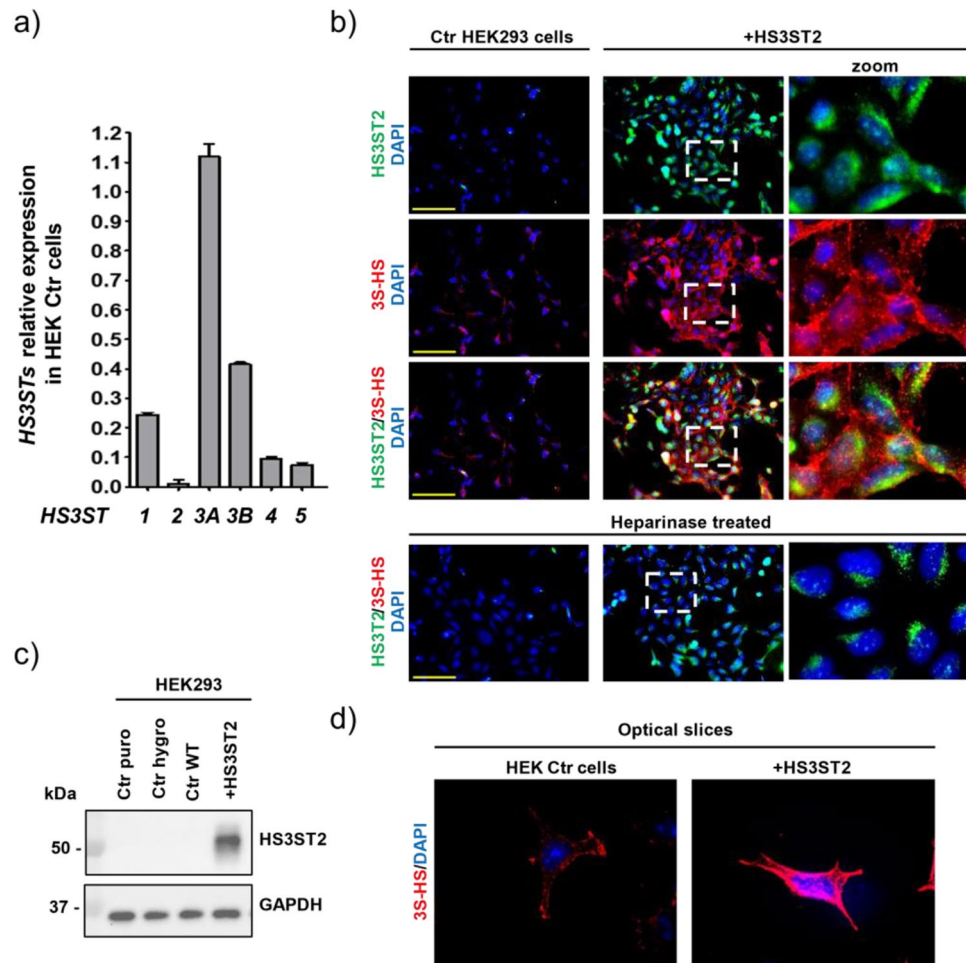 a)
HS3STs relative expression
in HEK Ctr cells
1.2
1.1
1.0
0.9
0.8
0.7
0.6
0.5
0.4
0.3
0.2
0.1
0.0
HS3ST 1 2 3A 3B 4 5
b)
Ctr HEK293 cells
+HS3ST2
zoom
HS3ST2
DAPI
3S-HS
DAPI
HS3ST2/3S-HS
DAPI
Heparinase treated
HS3T2/3S-HS
DAPI
c)
HEK293
Ctr puro
Ctr hygro
Ctr WT
+HS3ST2
kDa
50 -
HS3ST2
37 -
GAPDH
d)
Optical slices
HEK Ctr cells
+HS3ST2
3S-HS/DAPI